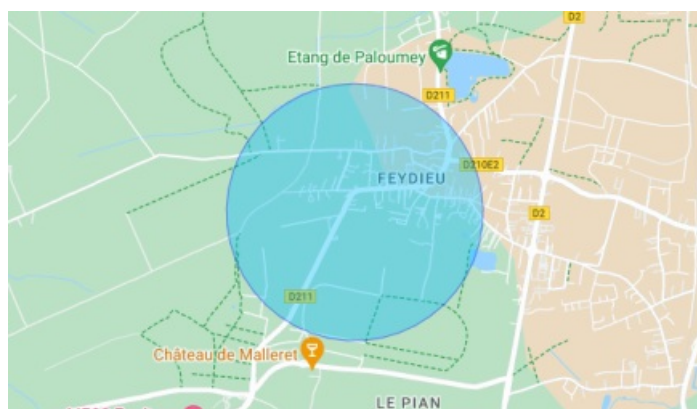 D2
Etang de Paloumey
D211
D210E2
FEYDIEU
D2
D211
Château de Malleret
LE PIAN